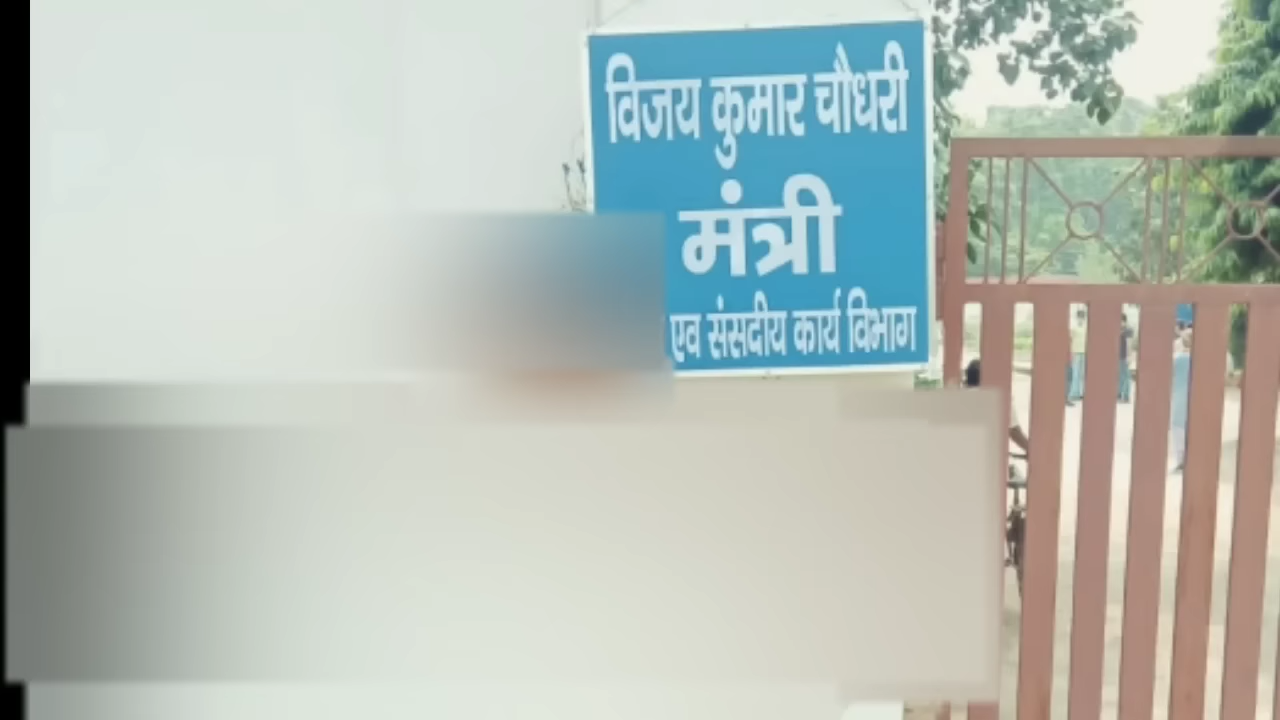 विजय कुमार चौधरी
मंत्री
एव संसदीय कार्य विभाग